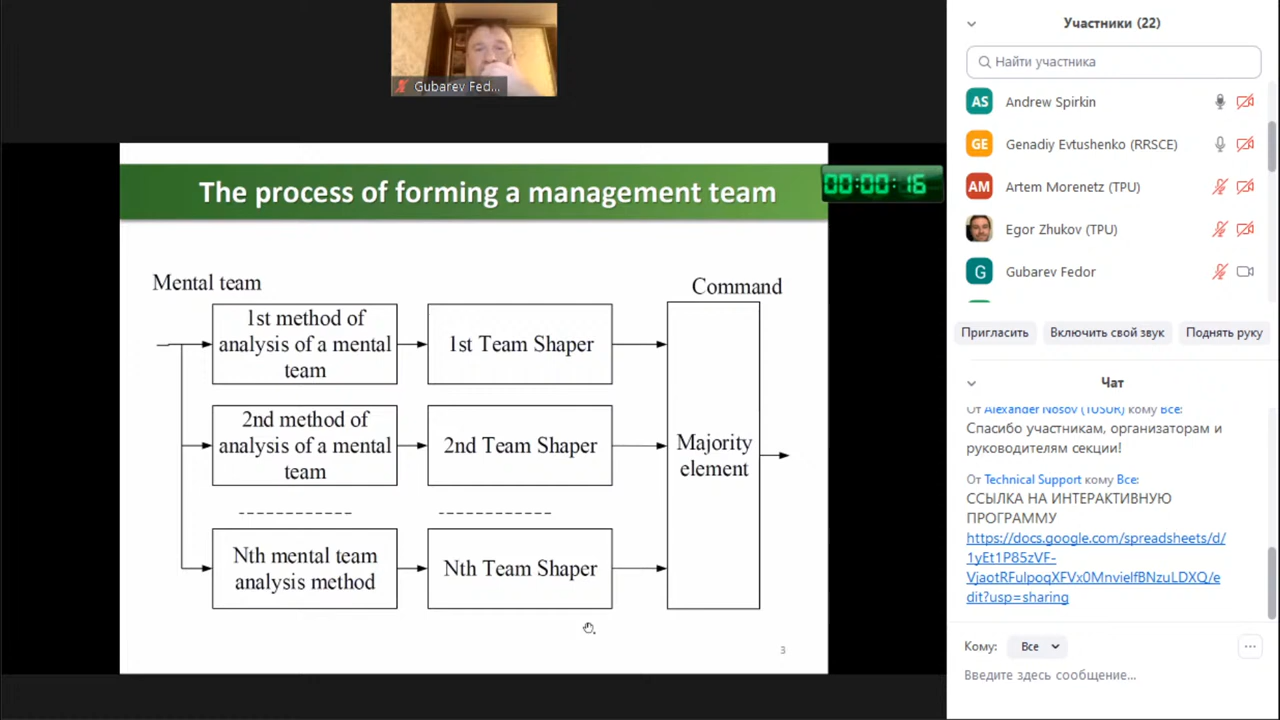 Gubarev Fed...
The process of forming a management team
00:00:16
Mental team
Command
1st method of
analysis of a mental
team
1st Team Shaper
2nd method of
analysis of a mental
team
2nd Team Shaper
Majority
element
Nth mental team
analysis method
Nth Team Shaper
3
Участники (22)
Найти участника
AS Andrew Spirkin
GE Genadiy Evtushenko (RRSCE)
AM Artem Morenetz (TPU)
Egor Zhukov (TPU)
G Gubarev Fedor
Пригласить Включить свой звук Поднять руку
Чат
От Alexander Nosov (TUSUR) кому Все:
Спасибо участникам, организаторам и
руководителям секции!
От Technical Support кому Все:
ССЫЛКА НА ИНТЕРАКТИВНУЮ
ПРОГРАММУ
https://docs.google.com/spreadsheets/d/
1yEt1P85zVF-
VjaotRFulpoqXFVx0MnvielfBNzuLDXQ/e
dit?usp=sharing
Кому: Все
Введите здесь сообщение...